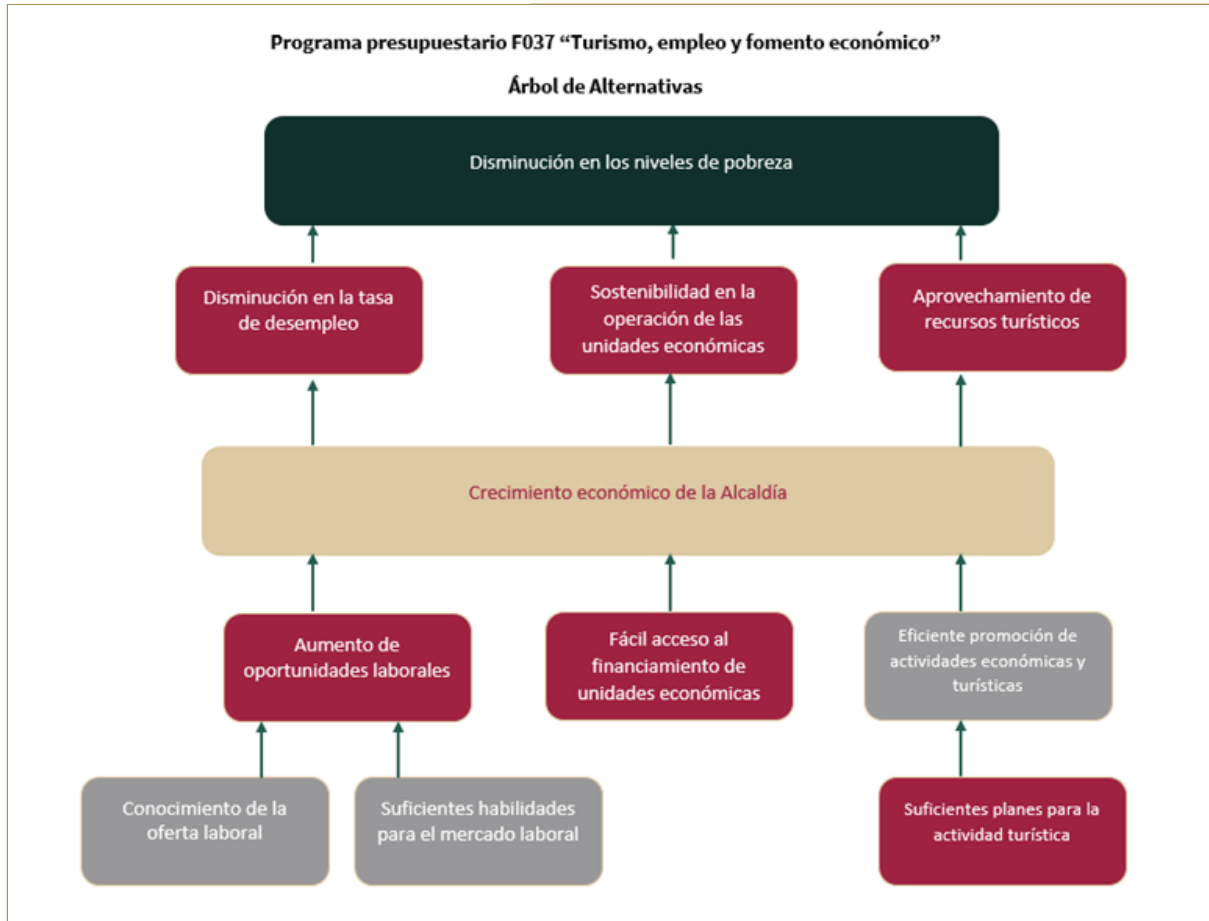 Programa presupuestario F037 “Turismo, empleo y fomento económico”
Árbol de Alternativas
Disminución en los niveles de pobreza
Disminución en la tasa
de desempleo
Sostenibilidad en la
operación de las
unidades económicas
Aprovechamiento de
recursos turísticos
Crecimiento económico de la Alcaldía
Aumento de
oportunidades laborales
Fácil acceso al
financiamiento de
unidades económicas
Eficiente promoción de
actividades económicas y
turísticas
Conocimiento de la
oferta laboral
Suficientes habilidades
para el mercado laboral
Suficientes planes para la
actividad turística